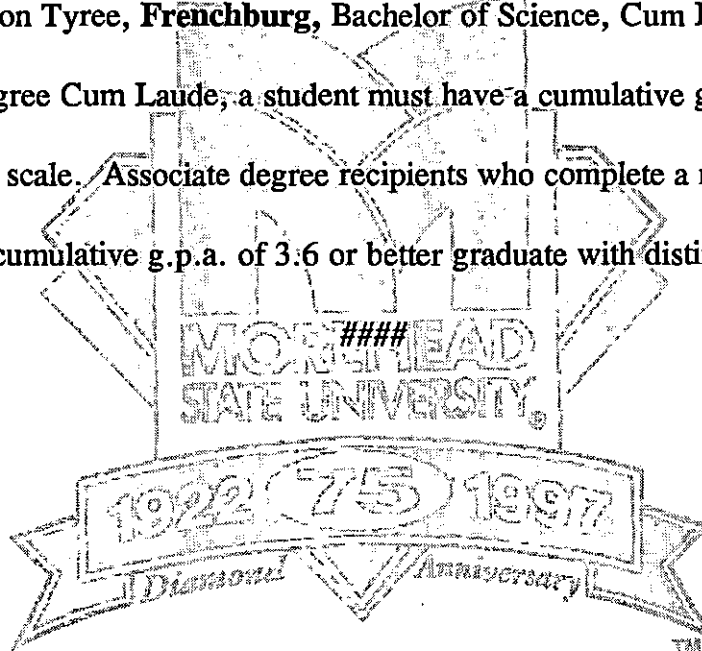 on Tyree, Frenchburg, Bachelor of Science, Cum
gree Cum Laude, a student must have a cumulative g
scale. Associate degree recipients who complete a
cumulative g.p.a. of 3.6 or better graduate with disti
####
MOREHEAD
STATE UNIVERSITY®
1922 75 1997
Diamond Anniversary
TM